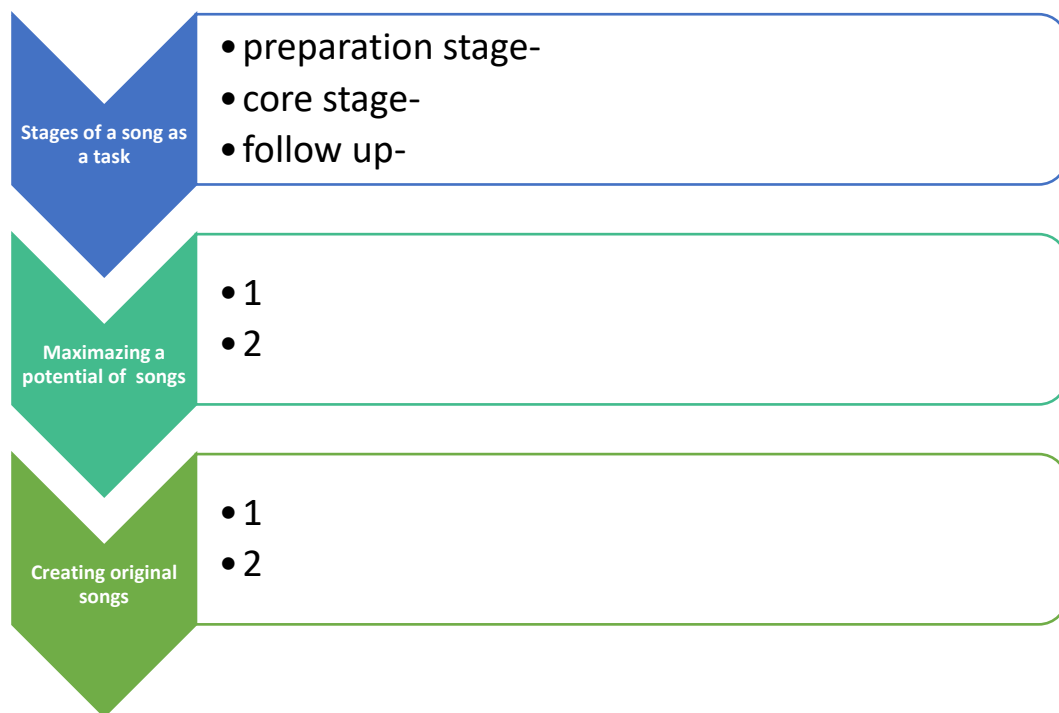 Stages of a song as
a task
• preparation stage-
• core stage-
• follow up-
Maximazing a
potential of songs
• 1
• 2
Creating original
songs
• 1
• 2